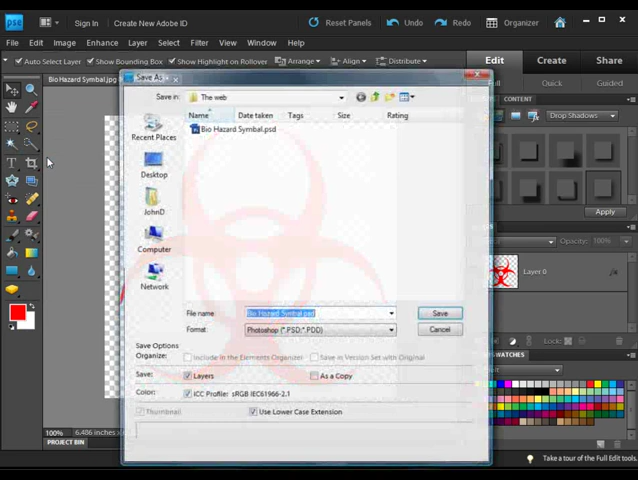 pse Sign In Create New Adobe ID Reset Panels Undo Redo Organizer
File Edit Image Enhance Layer Select Filter View Window Help Edit Create Share
Auto Select Layer Show Bounding Box Show Highlight on Rollover Arrange Align Distribute
Quick Guided
Bio Hazard Symbal.jpg
CONTENT
Drop Shadows
Apply
Opacity: 100%
Layer 0 fx
Save As
Save in: The web
Name Date taken Tags Size Rating
Bio Hazard Symbal.psd
Recent Places
Desktop
JohnD
Computer
Network
File name Bio Hazard Symbal.psd Save
Format: Photoshop (*.PSD;*.PDD) Cancel
Save Options
Organize: Include in the Elements Organizer Save in Version Set with Original
Save: Layers As a Copy
Color: ICC Profile: sRGB IEC61966-2.1
Thumbnail Use Lower Case Extension
100% 6.486 inches
PROJECT BIN Take a tour of the Full Edit tools.